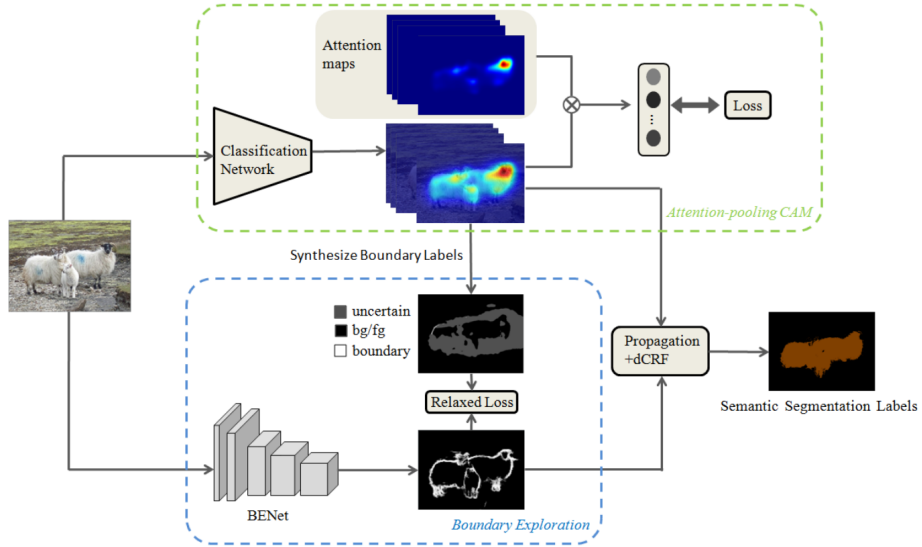 Attention
maps
Classification
Network
Loss
Attention-pooling CAM
Synthesize Boundary Labels
uncertain
bg/fg
boundary
Relaxed Loss
Propagation
+dCRF
Semantic Segmentation Labels
BENet
Boundary Exploration